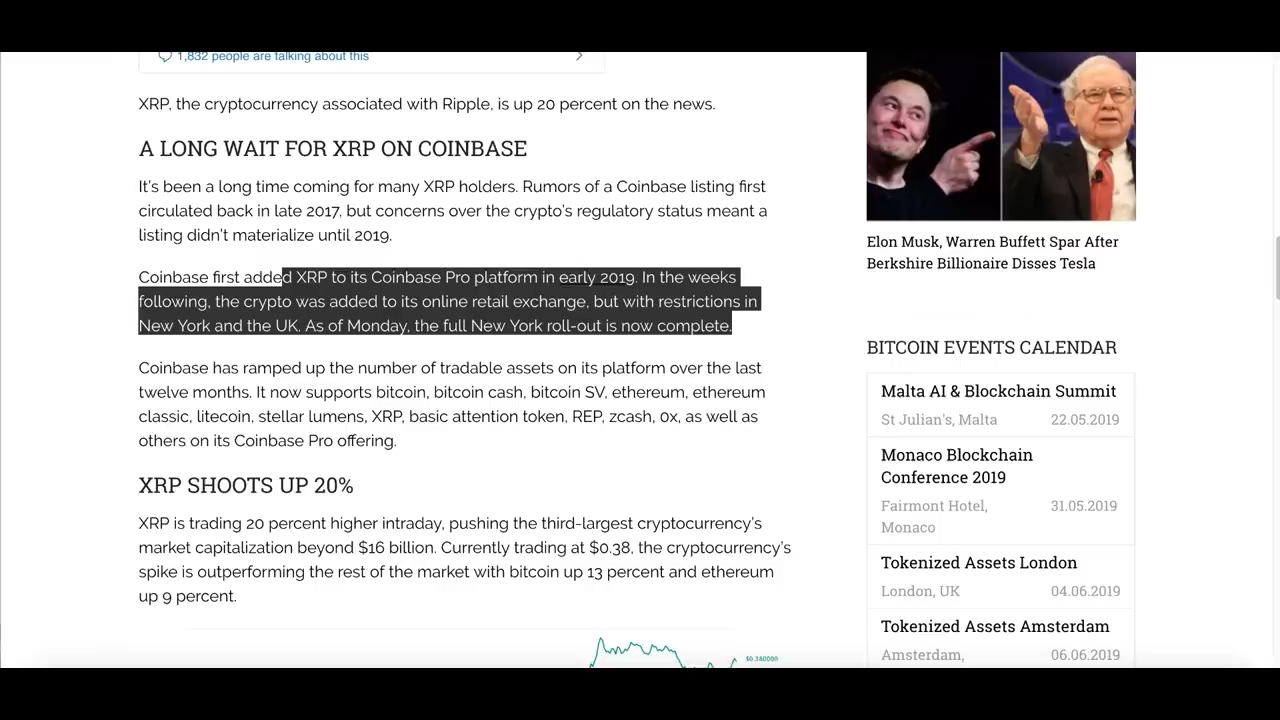 1,832 people are talking about this
XRP, the cryptocurrency associated with Ripple, is up 20 percent on the news.
A LONG WAIT FOR XRP ON COINBASE
It's been a long time coming for many XRP holders. Rumors of a Coinbase listing first
circulated back in late 2017, but concerns over the crypto's regulatory status meant a
listing didn't materialize until 2019.
Coinbase first added XRP to its Coinbase Pro platform in early 2019. In the weeks
following, the crypto was added to its online retail exchange, but with restrictions in
New York and the UK. As of Monday, the full New York roll-out is now complete.
Coinbase has ramped up the number of tradable assets on its platform over the last
twelve months. It now supports bitcoin, bitcoin cash, bitcoin SV, ethereum, ethereum
classic, litecoin, stellar lumens, XRP, basic attention token, REP, zcash, 0x, as well as
others on its Coinbase Pro offering.
XRP SHOOTS UP 20%
XRP is trading 20 percent higher intraday, pushing the third-largest cryptocurrency's
market capitalization beyond $16 billion. Currently trading at $0.38, the cryptocurrency's
spike is outperforming the rest of the market with bitcoin up 13 percent and ethereum
up 9 percent.
$0.380000
Elon Musk, Warren Buffett Spar After
Berkshire Billionaire Disses Tesla
BITCOIN EVENTS CALENDAR
Malta AI & Blockchain Summit
St Julian's, Malta 22.05.2019
Monaco Blockchain
Conference 2019
Fairmont Hotel, 31.05.2019
Monaco
Tokenized Assets London
London, UK 04.06.2019
Tokenized Assets Amsterdam
Amsterdam, 06.06.2019